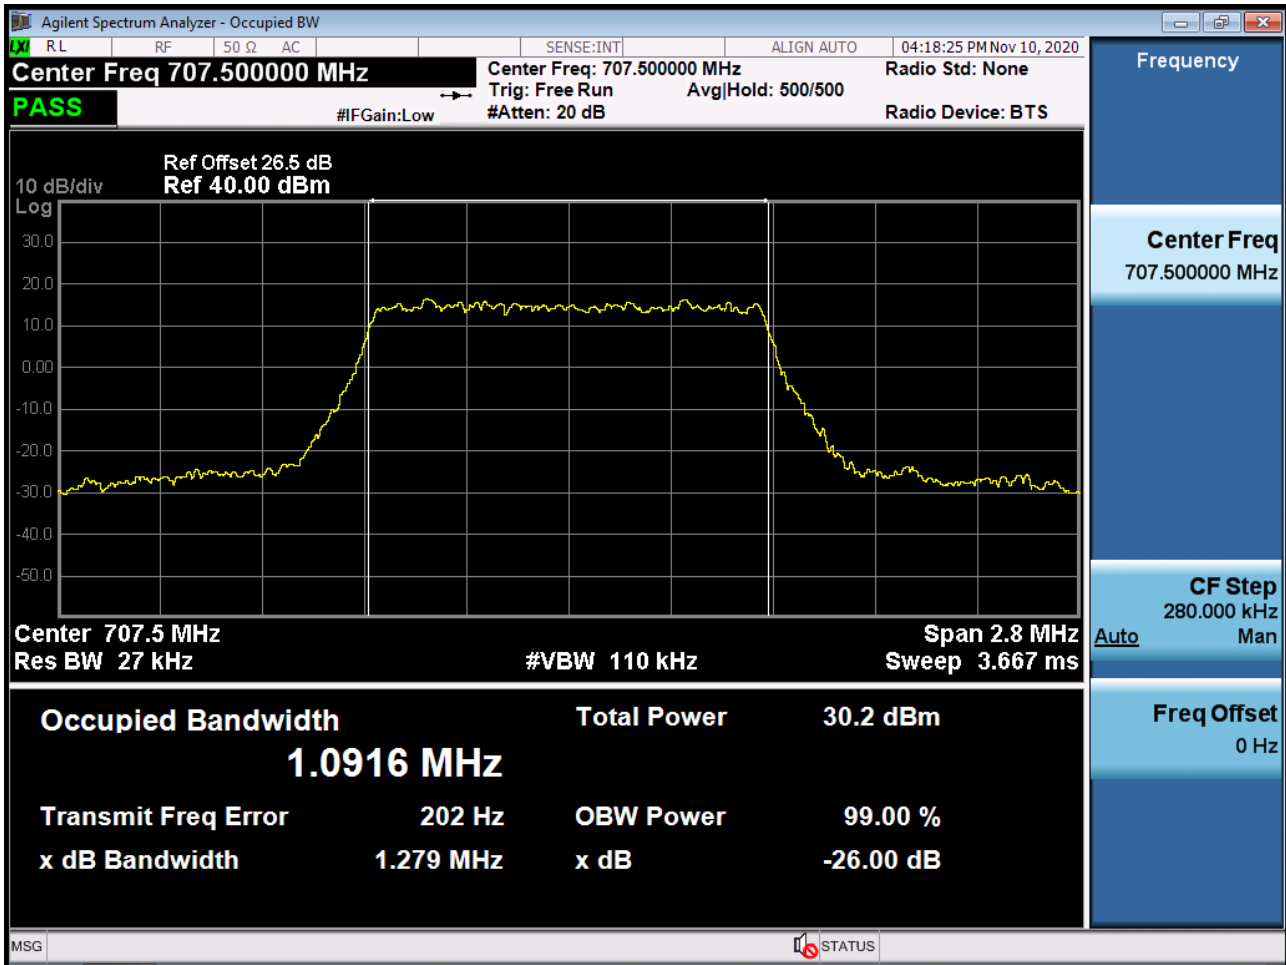 Agilent Spectrum Analyzer - Occupied BW
LXI RL RF 50 Ω AC SENSE:INT ALIGN AUTO 04:18:25 PM Nov 10, 2020
Center Freq 707.500000 MHz
PASS
#IFGain:Low
Center Freq: 707.500000 MHz
Trig: Free Run Avg|Hold: 500/500
#Atten: 20 dB
Radio Std: None
Radio Device: BTS
Ref Offset 26.5 dB
10 dB/div Ref 40.00 dBm
Log
30.0
20.0
10.0
0.00
-10.0
-20.0
-30.0
-40.0
-50.0
Center 707.5 MHz Span 2.8 MHz
Res BW 27 kHz #VBW 110 kHz Sweep 3.667 ms
Occupied Bandwidth Total Power 30.2 dBm
1.0916 MHz
Transmit Freq Error 202 Hz OBW Power 99.00 %
x dB Bandwidth 1.279 MHz x dB -26.00 dB
Frequency
Center Freq
707.500000 MHz
CF Step
280.000 kHz
Auto Man
Freq Offset
0 Hz
MSG STATUS